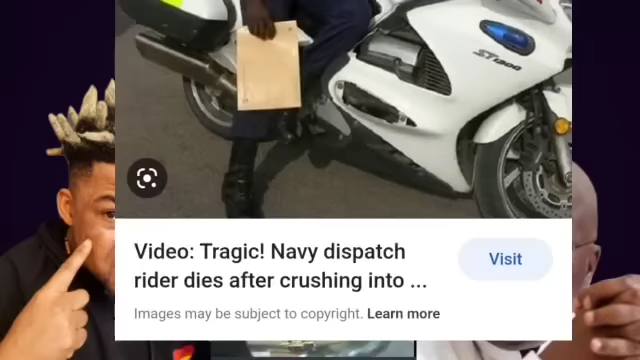 ST1300
Video: Tragic! Navy dispatch
rider dies after crushing into ...
Visit
Images may be subject to copyright. Learn more